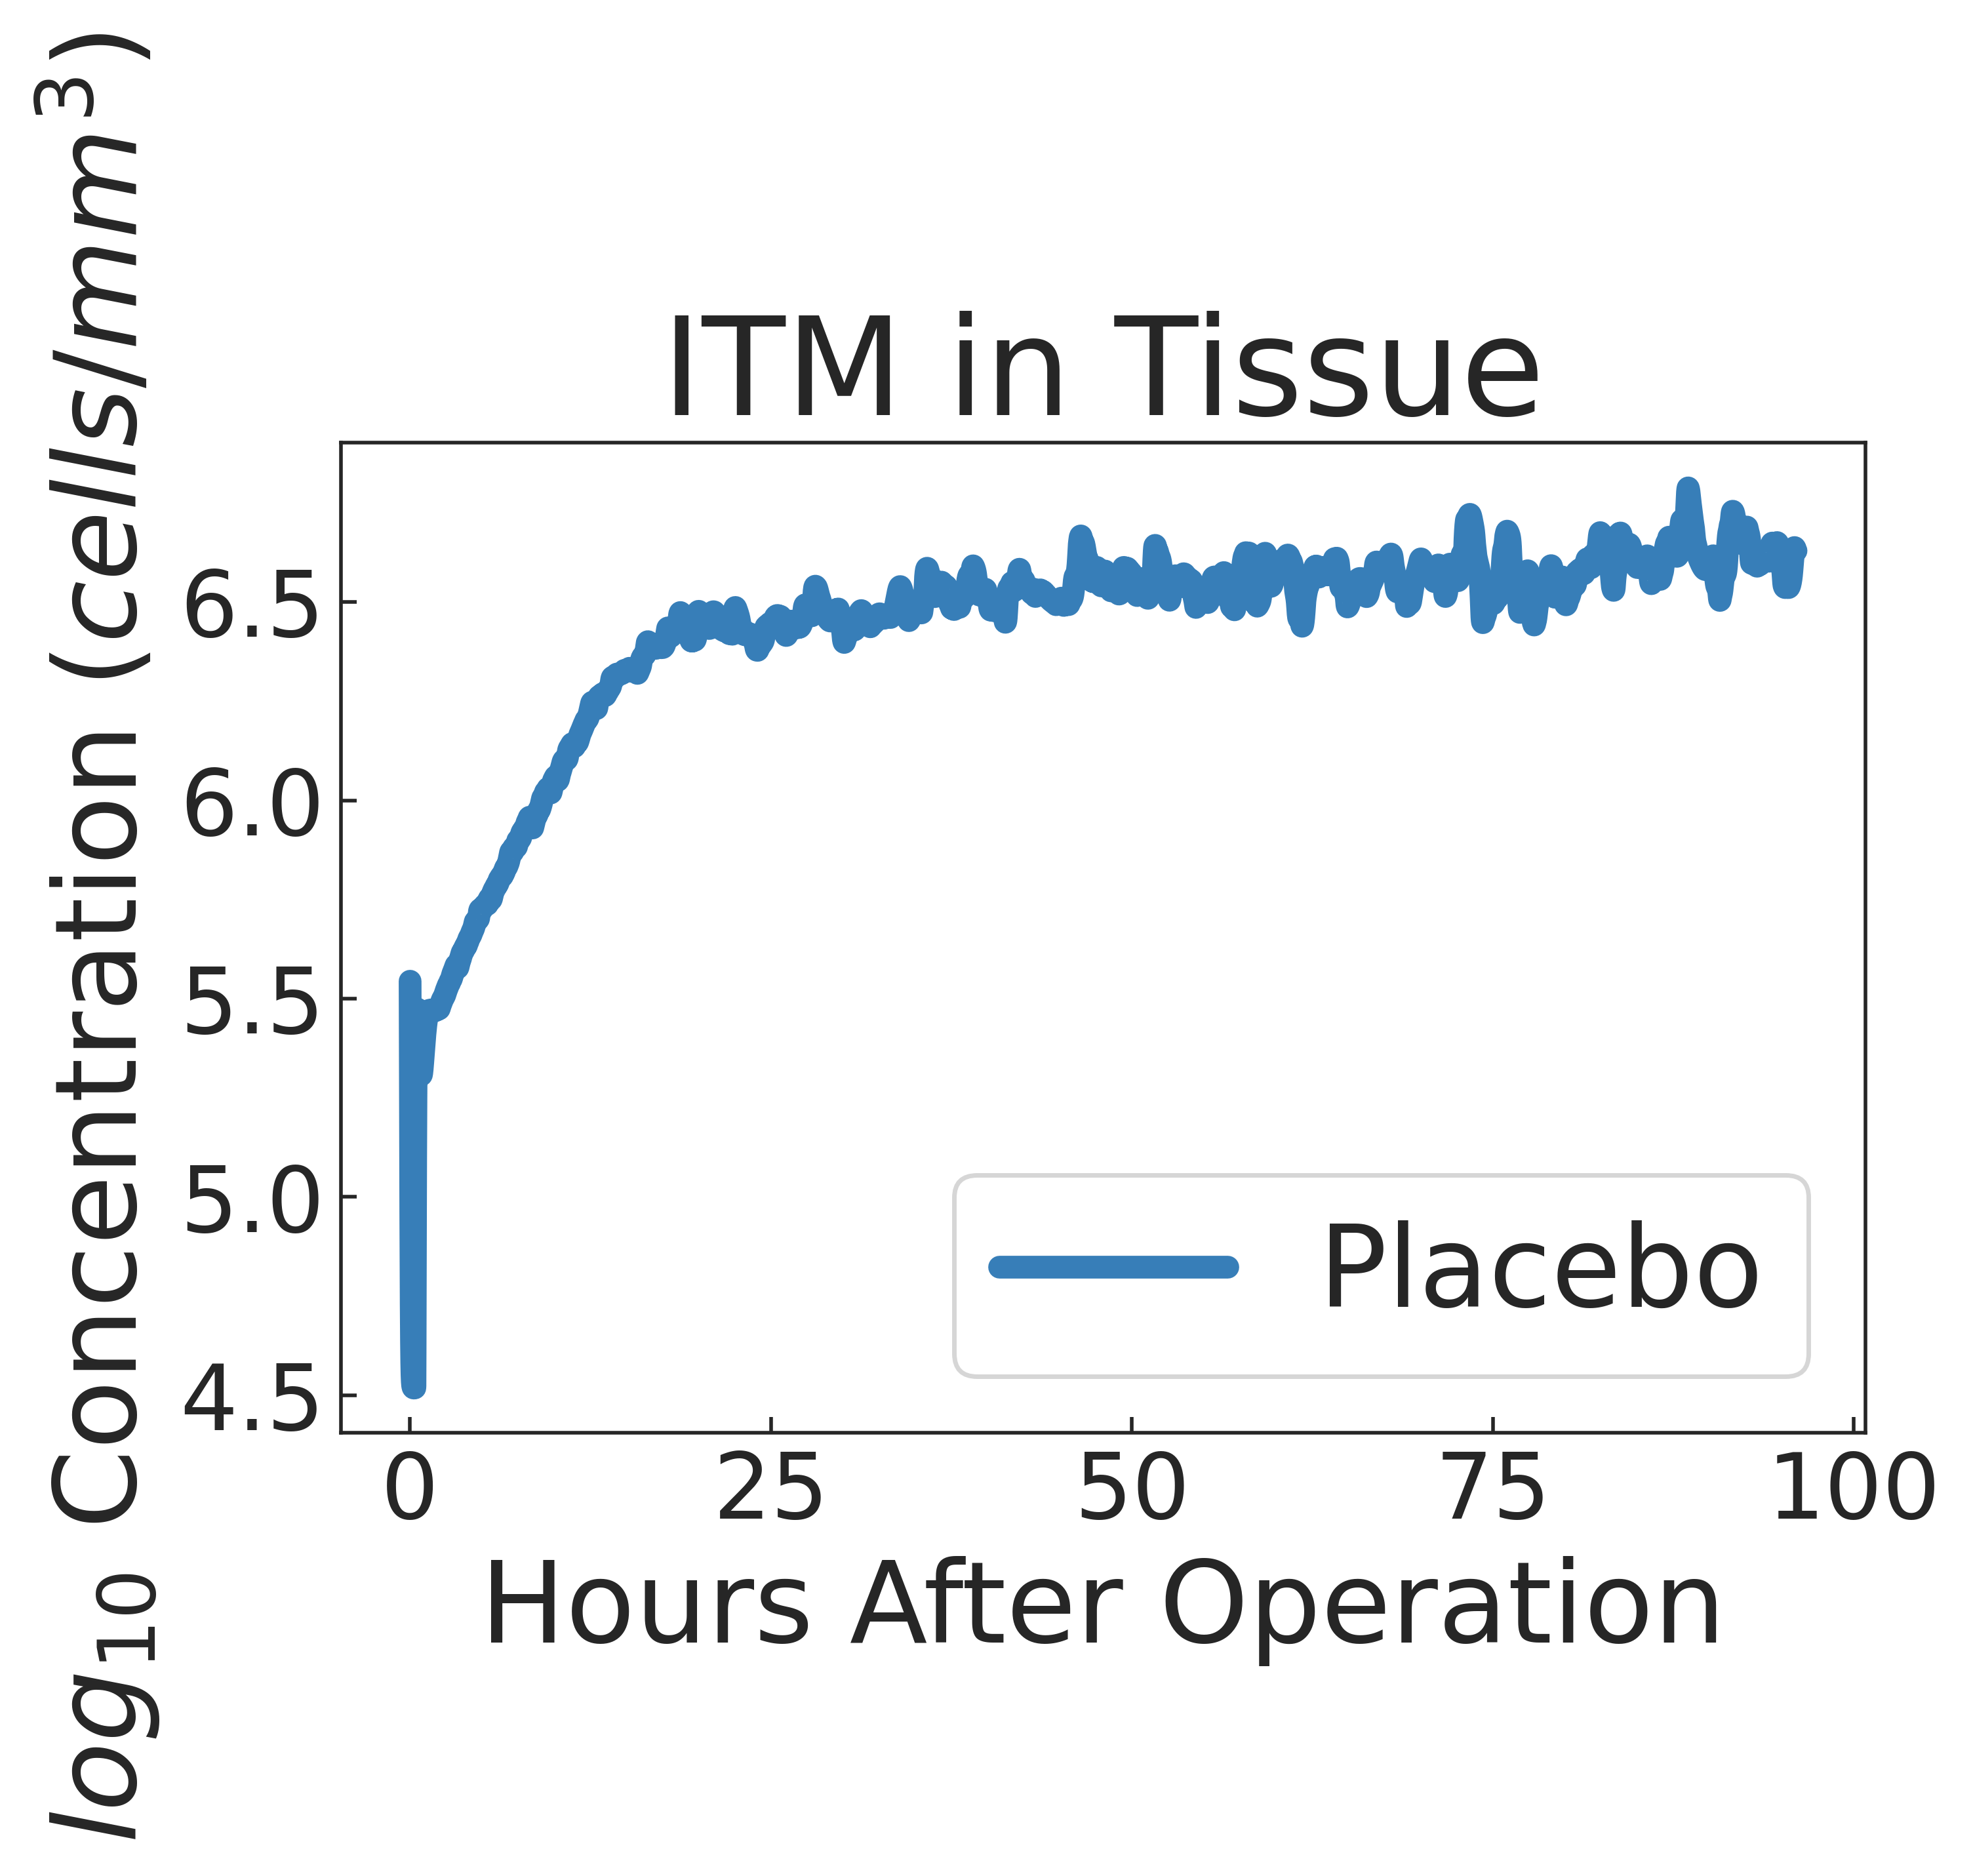 ITM in Tissue
log₁₀ Concentration (cells/mm³)
6.5
6.0
5.5
5.0
4.5
Placebo
0 25 50 75 100
Hours After Operation